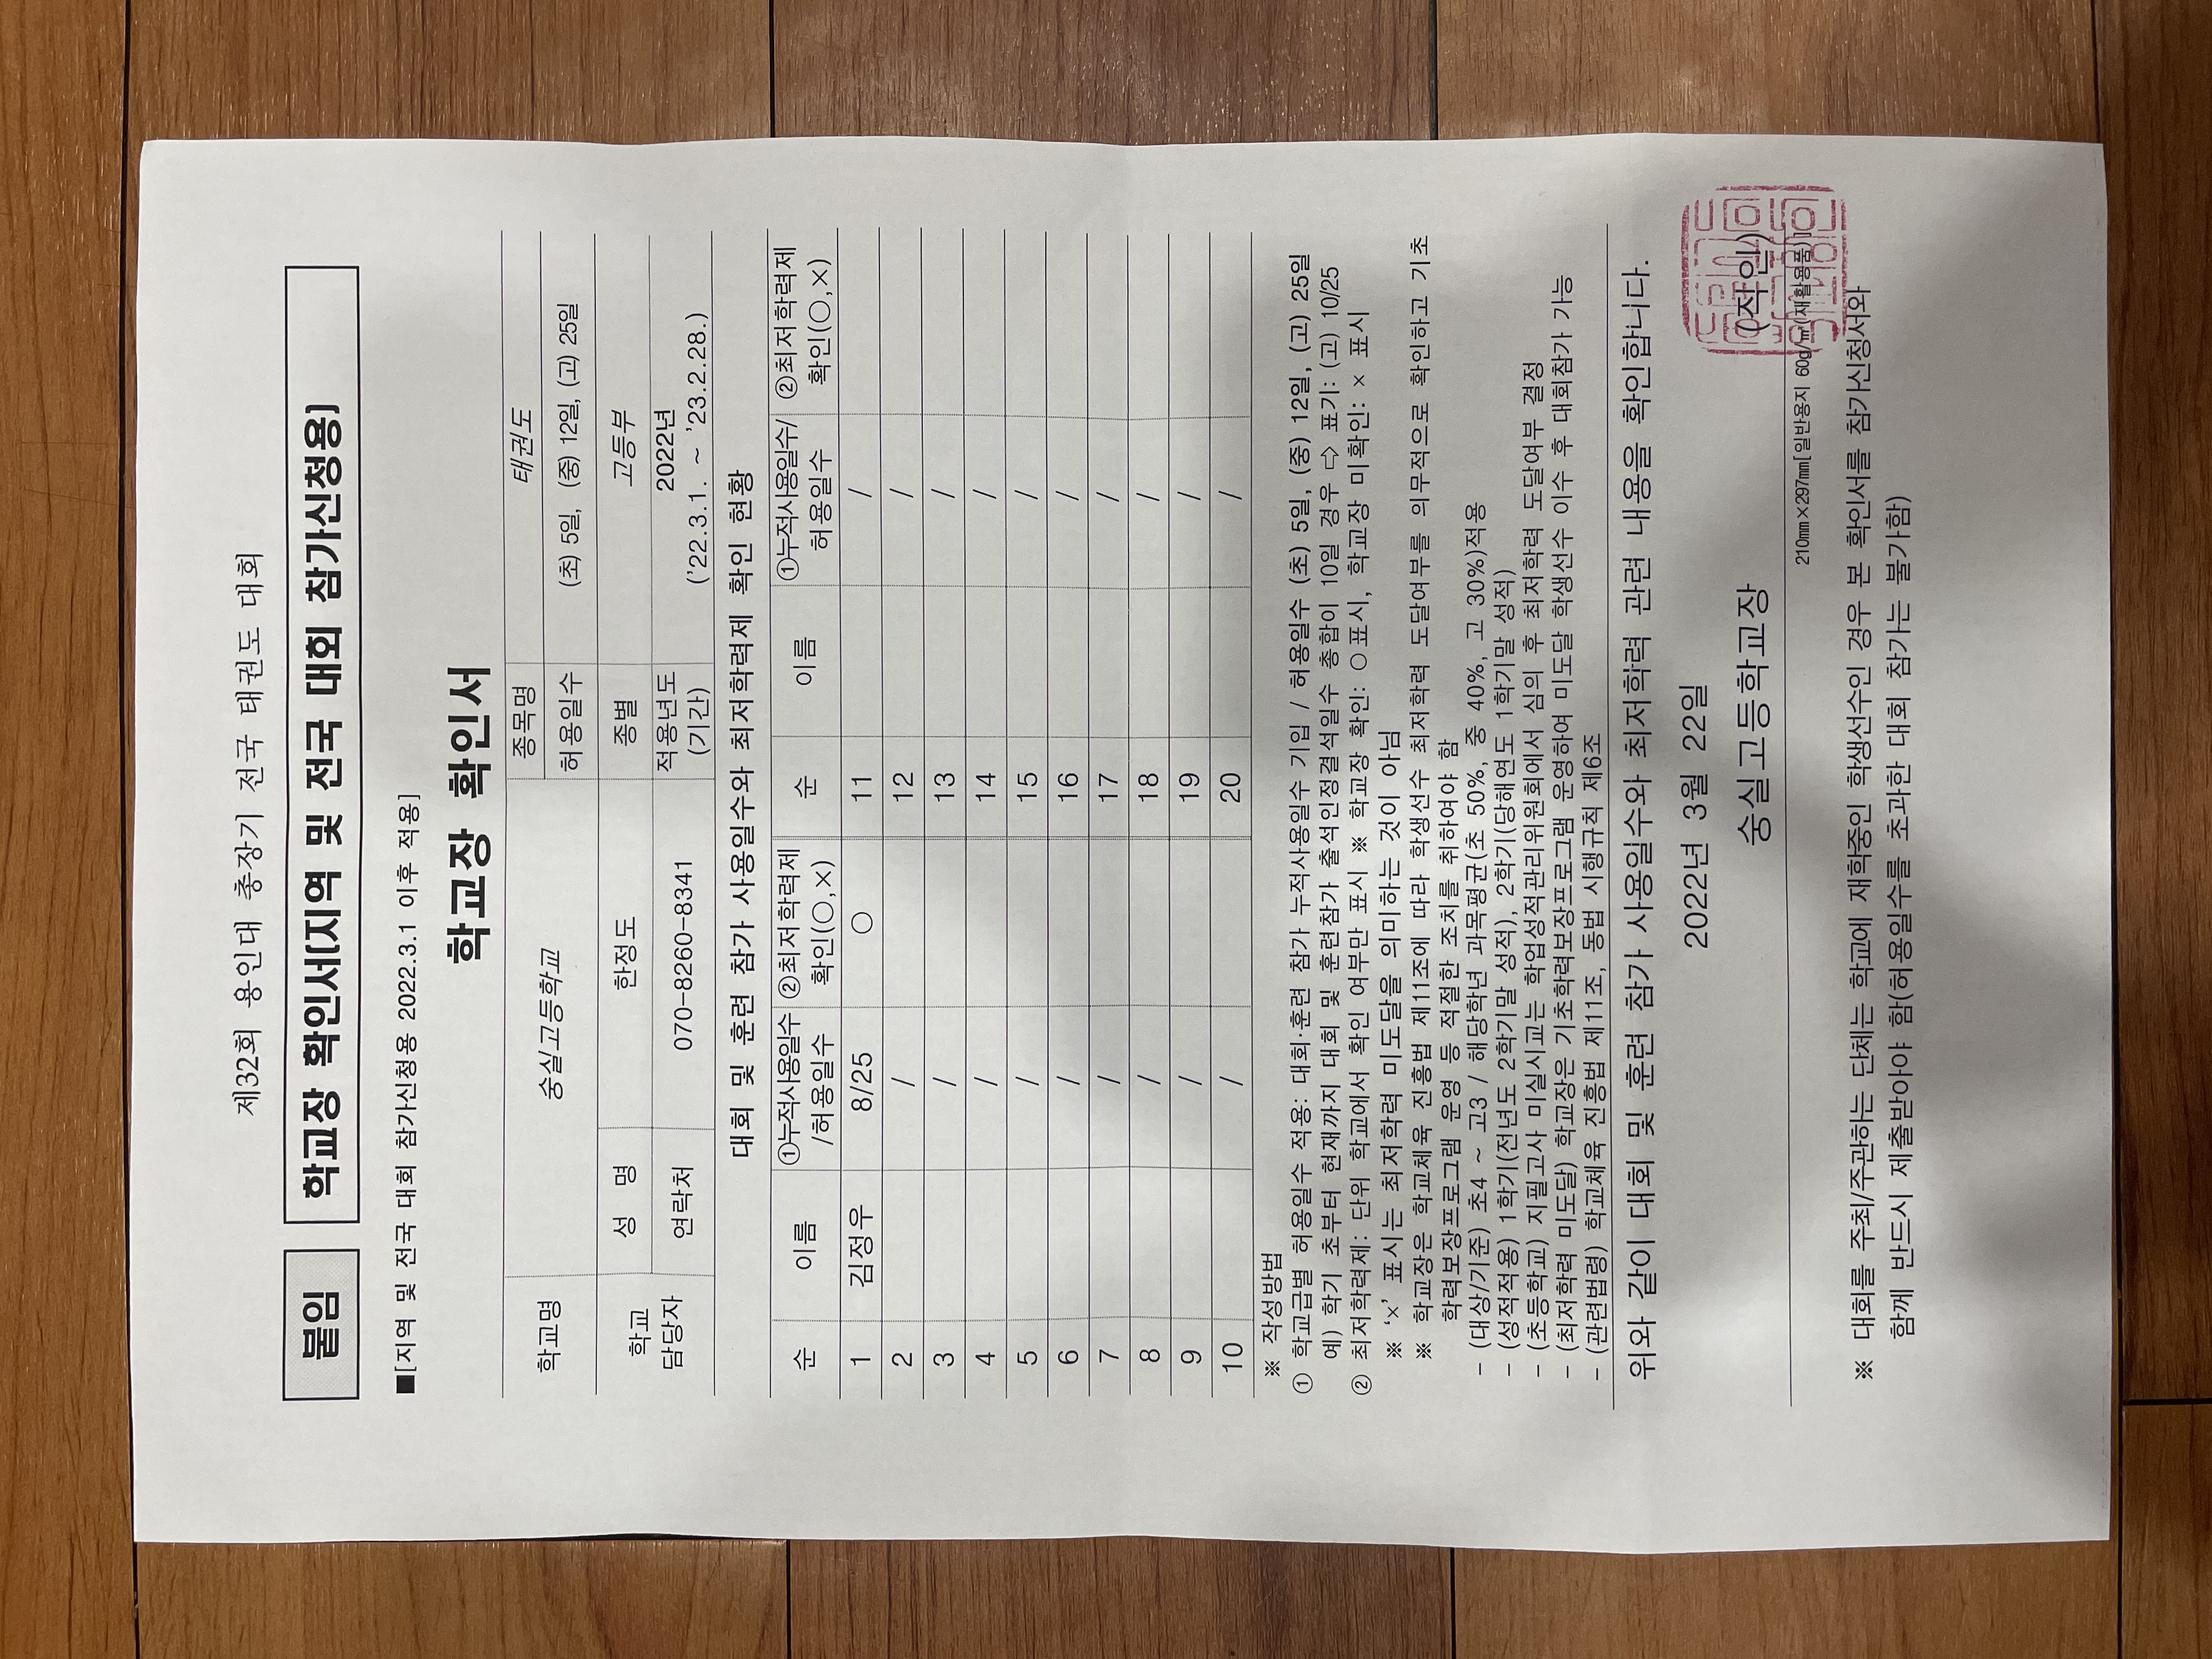 제32회 용인대 총장기 전국 태권도 대회
붙임 학교장 확인서(지역 및 전국 대회 참가신청용)
■[지역 및 전국 대회 참가신청용 2022.3.1 이후 적용]
학교장 확인서
학교명 숭실고등학교 종목명 태권도
허용일수 (초) 5일, (중) 12일, (고) 25일
학교 담당자 성 명 한정도 종별 고등부
연락처 070-8260-8341 적용년도 (기간) 2022년 ('22.3.1. ~ '23.2.28.)
대회 및 훈련 참가 사용일수와 최저학력제 확인 현황
순 이름 ①누적사용일수/허용일수 ②최저학력제 확인(○,×) 순 이름 ①누적사용일수/허용일수 ②최저학력제 확인(○,×)
1 김정우 8/25 ○ 11 /
2 / 12 /
3 / 13 /
4 / 14 /
5 / 15 /
6 / 16 /
7 / 17 /
8 / 18 /
9 / 19 /
10 / 20 /
※ 작성방법
① 학교급별 허용일수 적용: 대회·훈련 참가 누적사용일수 기입 / 허용일수 (초) 5일, (중) 12일, (고) 25일
예) 학기 초부터 현재까지 대회 및 훈련참가 출석인정결석일수 총합이 10일 경우 ⇨ 표기: (고) 10/25
② 최저학력제: 단위 학교에서 확인 여부만 표시 ※ 학교장 확인: ○표시, 학교장 미확인: × 표시
※ '×' 표시는 최저학력 미도달을 의미하는 것이 아님
※ 학교장은 학교체육 진흥법 제11조에 따라 학생선수 최저학력 도달여부를 의무적으로 확인하고 기초
학력보장프로그램 운영 등 적절한 조치를 취하여야 함
- (대상/기준) 초4 ~ 고3 / 해당학년 과목평균(초 50%, 중 40%, 고 30%)적용
- (성적적용) 1학기(전년도 2학기말 성적), 2학기(당해연도 1학기말 성적)
- (초등학교) 지필고사 미실시교는 학업성적관리위원회에서 심의 후 최저학력 도달여부 결정
- (최저학력 미도달) 학교장은 기초학력보장프로그램 운영하여 미도달 학생선수 이수 후 대회참가 가능
- (관련법령) 학교체육 진흥법 제11조, 동법 시행규칙 제6조
위와 같이 대회 및 훈련 참가 사용일수와 최저학력 관련 내용을 확인합니다.
2022년 3월 22일
숭실고등학교장 (직인)
210㎜×297㎜[일반용지 60g/㎡(재활용품)]
※ 대회를 주최/주관하는 단체는 학교에 재학중인 학생선수인 경우 본 확인서를 참가신청서와
함께 반드시 제출받아야 함(허용일수를 초과한 대회 참가는 불가함)